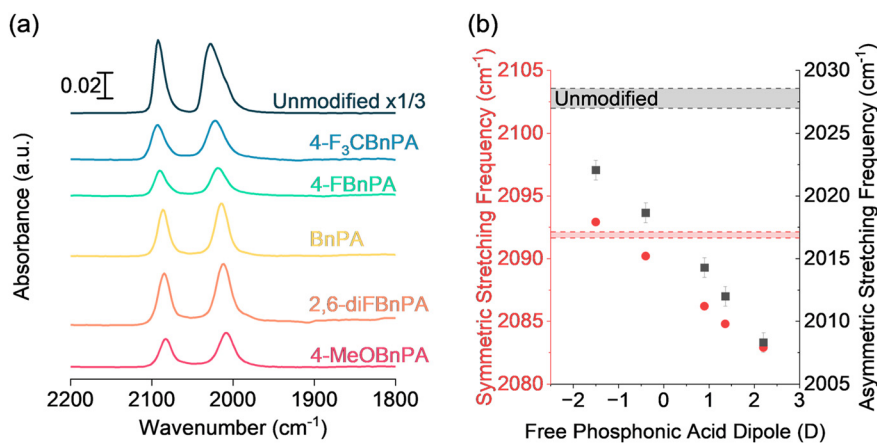 (a)
0.02
Unmodified x1/3
4-F₃CBnPA
4-FBnPA
BnPA
2,6-diFBnPA
4-MeOBnPA
Absorbance (a.u.)
2200 2100 2000 1900 1800
Wavenumber (cm⁻¹)
(b)
Symmetric Stretching Frequency (cm⁻¹)
2105
2100
2095
2090
2085
2080
Unmodified
2030
2025
2020
2015
2010
2005
Asymmetric Stretching Frequency (cm⁻¹)
−2 −1 0 1 2 3
Free Phosphonic Acid Dipole (D)